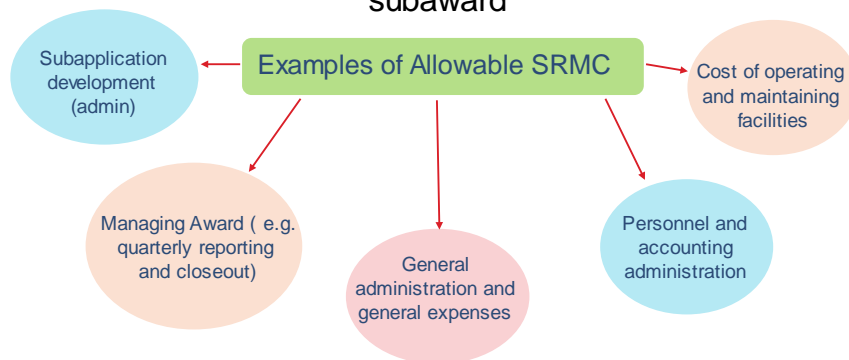 subaward
Examples of Allowable SRMC
Subapplication
development
(admin)
Cost of operating
and maintaining
facilities
Managing Award ( e.g.
quarterly reporting
and closeout)
General
administration and
general expenses
Personnel and
accounting
administration